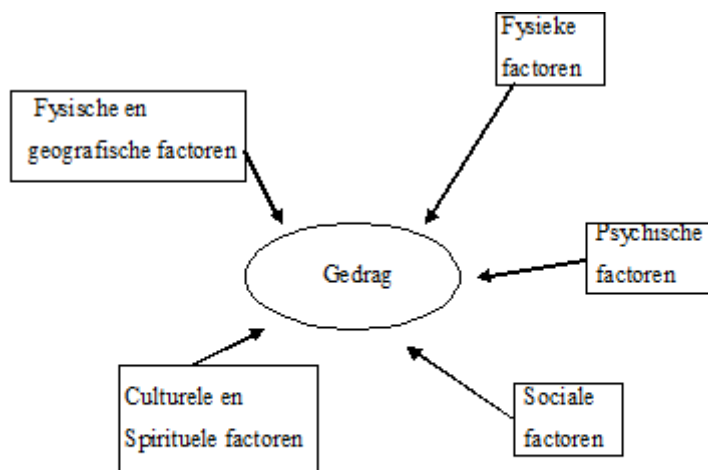 Fysieke
factoren
Fysische en
geografische factoren
Psychische
factoren
Gedrag
Culturele en
Spirituele factoren
Sociale
factoren